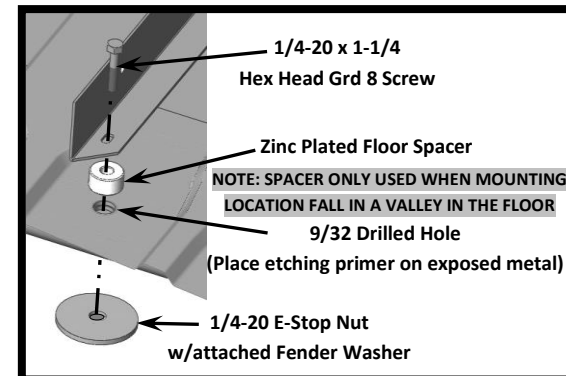 1/4-20 x 1-1/4
Hex Head Grd 8 Screw
Zinc Plated Floor Spacer
NOTE: SPACER ONLY USED WHEN MOUNTING
LOCATION FALL IN A VALLEY IN THE FLOOR
9/32 Drilled Hole
(Place etching primer on exposed metal)
1/4-20 E-Stop Nut
w/attached Fender Washer